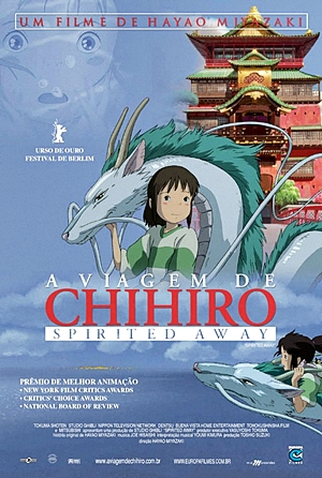 UM FILME DE HAYAO MIYAZAKI
URSO DE OURO
FESTIVAL DE BERLIM
A VIAGEM DE
CHIHIRO
SPIRITED AWAY
PRÊMIO DE MELHOR ANIMAÇÃO
• NEW YORK FILM CRITICS AWARDS
• CRITICS' CHOICE AWARDS
• NATIONAL BOARD OF REVIEW
www.aviagemdechihiro.com.br
WWW.EUROPAFILMES.COM.BR